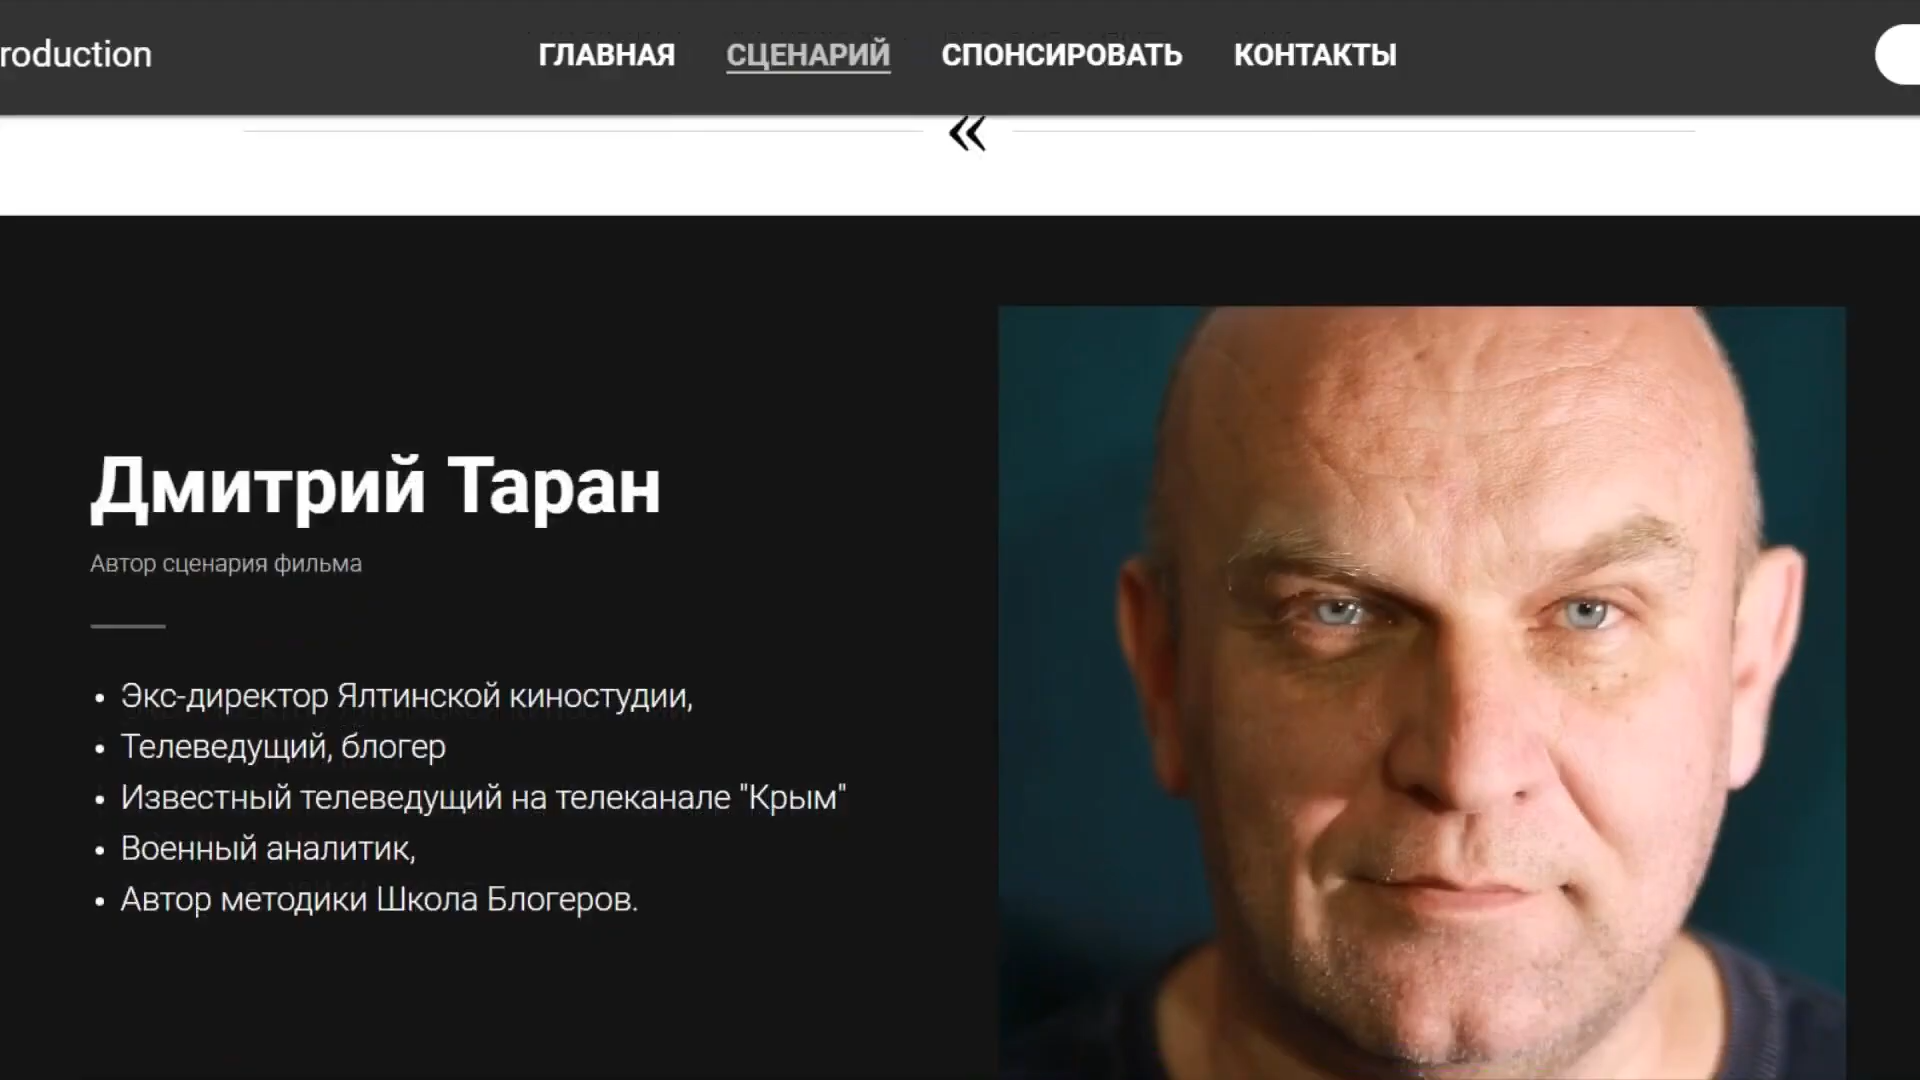 roduction
ГЛАВНАЯ СЦЕНАРИЙ СПОНСИРОВАТЬ КОНТАКТЫ
«
Дмитрий Таран
Автор сценария фильма
• Экс-директор Ялтинской киностудии,
• Телеведущий, блогер
• Известный телеведущий на телеканале "Крым"
• Военный аналитик,
• Автор методики Школа Блогеров.